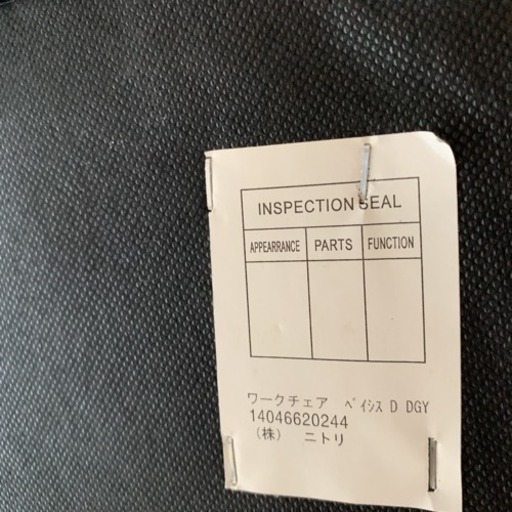 INSPECTION SEAL
APPEARRANCE PARTS FUNCTION
ワークチェア ﾍﾞｲｼｽ D DGY
14046620244
（株） ニトリ